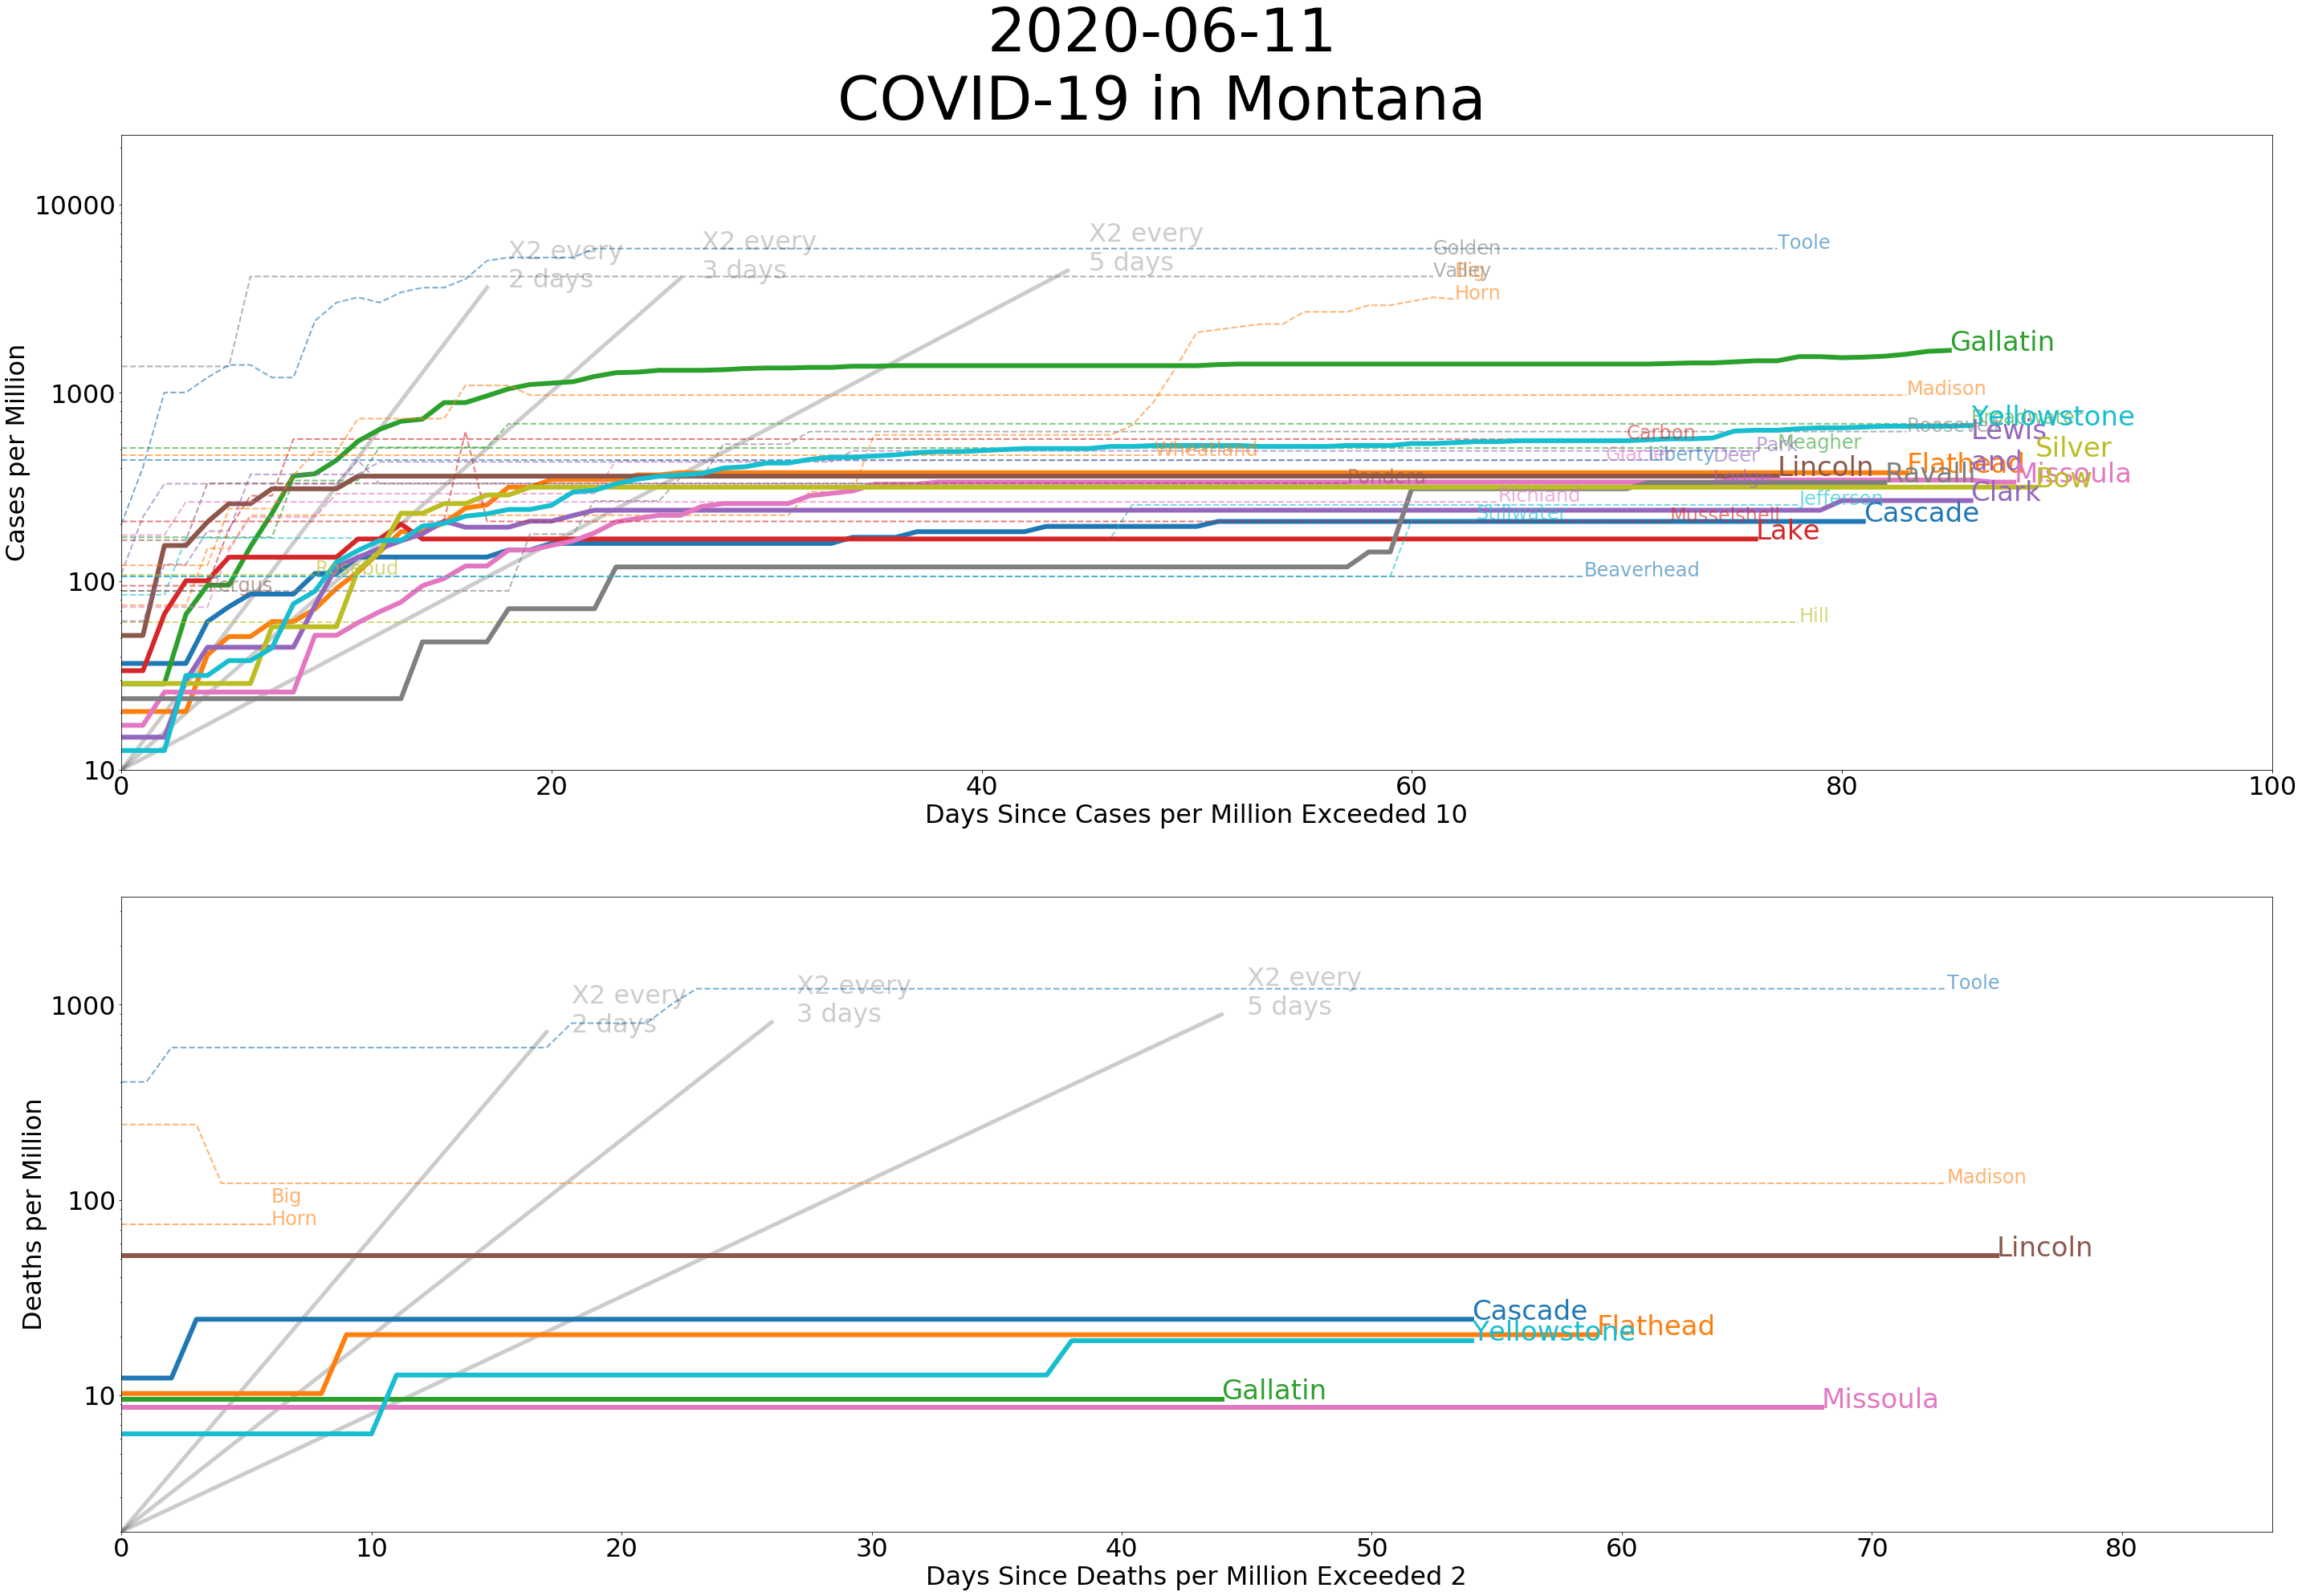 2020-06-11
COVID-19 in Montana
Cases per Million
10000
1000
100
10
X2 every
2 days
X2 every
3 days
X2 every
5 days
Toole
Golden
Valley
Big
Horn
Gallatin
Madison
Yellowstone
Carbon
Meagher
Park
Wheatland
Glacier
Liberty
Deer
Lewis
and
Clark
Silver
Bow
Lincoln
Flathead
Ravalli
Missoula
Pondera
Richland
Jefferson
Stillwater
Musselshell
Cascade
Lake
Rosebud
Fergus
Beaverhead
Hill
0 20 40 60 80 100
Days Since Cases per Million Exceeded 10
Deaths per Million
1000
100
10
X2 every
2 days
X2 every
3 days
X2 every
5 days
Toole
Madison
Big
Horn
Lincoln
Cascade
Flathead
Yellowstone
Gallatin
Missoula
0 10 20 30 40 50 60 70 80
Days Since Deaths per Million Exceeded 2